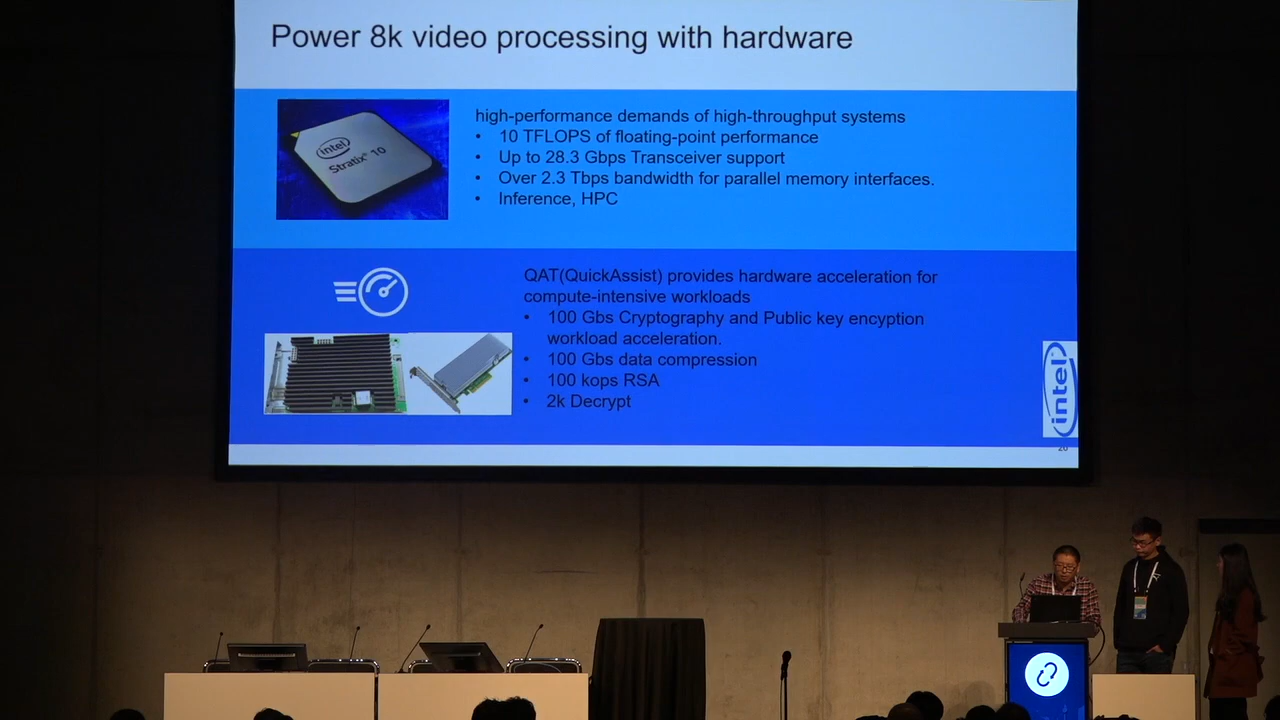 Power 8k video processing with hardware
intel
Stratix® 10
high-performance demands of high-throughput systems
• 10 TFLOPS of floating-point performance
• Up to 28.3 Gbps Transceiver support
• Over 2.3 Tbps bandwidth for parallel memory interfaces.
• Inference, HPC
QAT(QuickAssist) provides hardware acceleration for
compute-intensive workloads
• 100 Gbs Cryptography and Public key encyption
workload acceleration.
• 100 Gbs data compression
• 100 kops RSA
• 2k Decrypt
intel
20